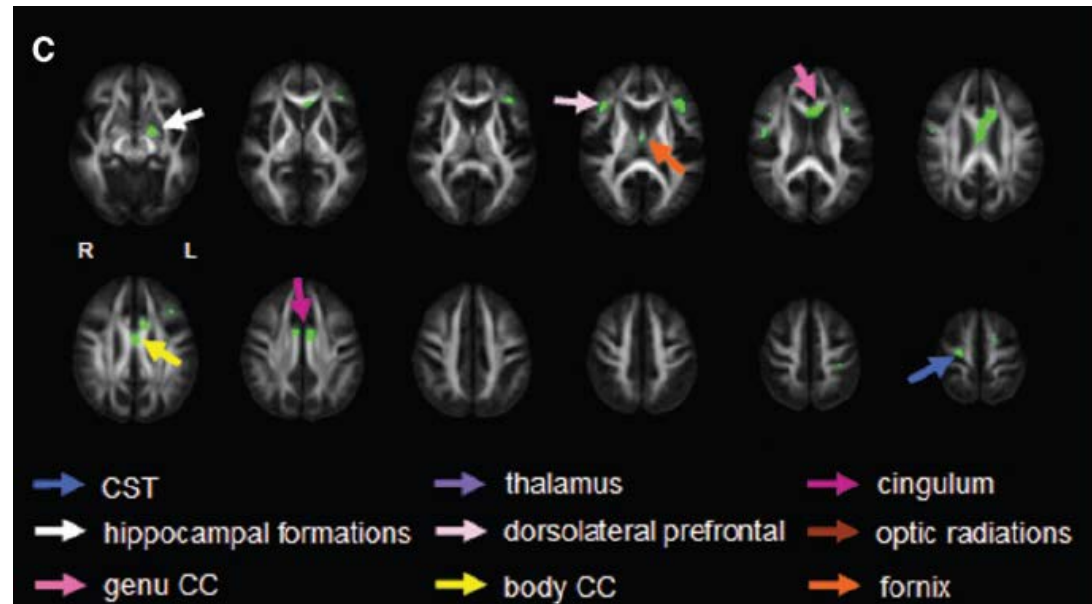 C
R L
CST thalamus cingulum
hippocampal formations dorsolateral prefrontal optic radiations
genu CC body CC fornix